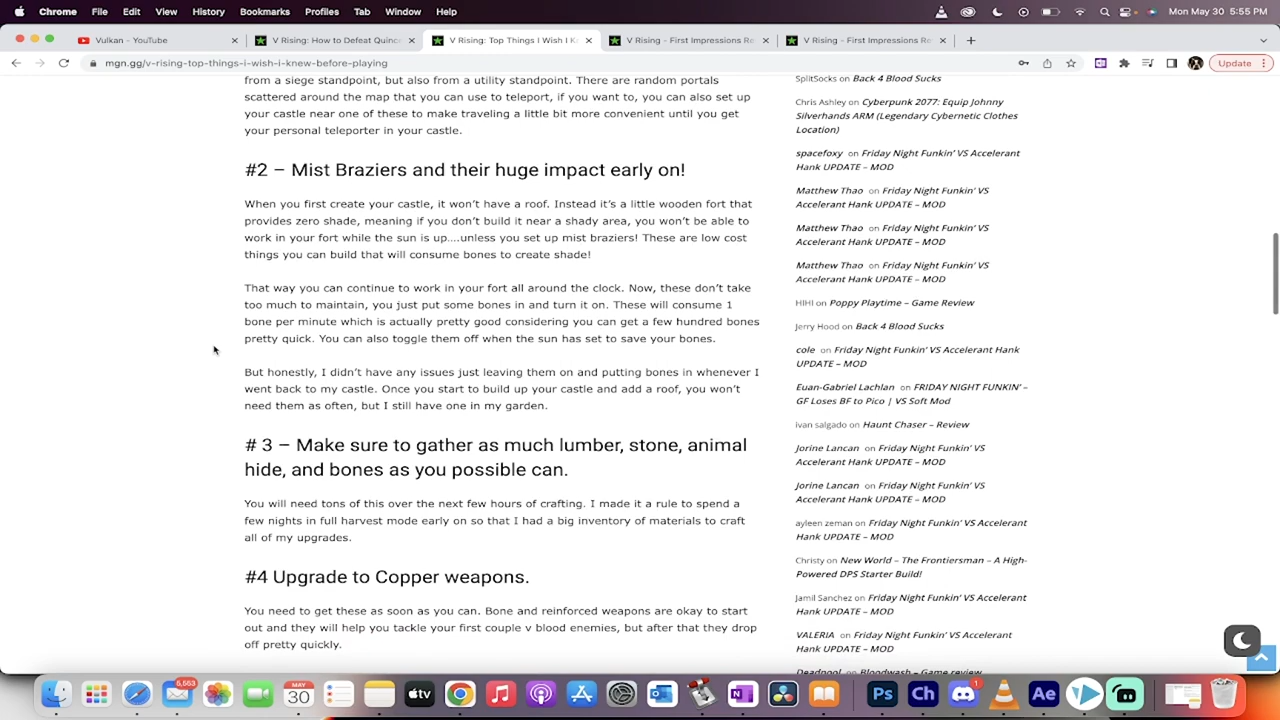 Chrome File Edit View History Bookmarks Profiles Tab Window Help Mon May 30 5:55 PM
Vulkan - YouTube V Rising: How to Defeat Quinc V Rising: Top Things I Wish I K V Rising - First Impressions Re V Rising - First Impressions Re
mgn.gg/v-rising-top-things-i-wish-i-knew-before-playing Update
from a siege standpoint, but also from a utility standpoint. There are random portals
scattered around the map that you can use to teleport, if you want to, you can also set up
your castle near one of these to make traveling a little bit more convenient until you get
your personal teleporter in your castle.
#2 – Mist Braziers and their huge impact early on!
When you first create your castle, it won't have a roof. Instead it's a little wooden fort that
provides zero shade, meaning if you don't build it near a shady area, you won't be able to
work in your fort while the sun is up....unless you set up mist braziers! These are low cost
things you can build that will consume bones to create shade!
That way you can continue to work in your fort all around the clock. Now, these don't take
too much to maintain, you just put some bones in and turn it on. These will consume 1
bone per minute which is actually pretty good considering you can get a few hundred bones
pretty quick. You can also toggle them off when the sun has set to save your bones.
But honestly, I didn't have any issues just leaving them on and putting bones in whenever I
went back to my castle. Once you start to build up your castle and add a roof, you won't
need them as often, but I still have one in my garden.
# 3 – Make sure to gather as much lumber, stone, animal
hide, and bones as you possible can.
You will need tons of this over the next few hours of crafting. I made it a rule to spend a
few nights in full harvest mode early on so that I had a big inventory of materials to craft
all of my upgrades.
#4 Upgrade to Copper weapons.
You need to get these as soon as you can. Bone and reinforced weapons are okay to start
out and they will help you tackle your first couple v blood enemies, but after that they drop
off pretty quickly.
SplitSocks on Back 4 Blood Sucks
Chris Ashley on Cyberpunk 2077: Equip Johnny
Silverhands ARM (Legendary Cybernetic Clothes
Location)
spacefoxy on Friday Night Funkin' VS Accelerant
Hank UPDATE – MOD
Matthew Thao on Friday Night Funkin' VS
Accelerant Hank UPDATE – MOD
Matthew Thao on Friday Night Funkin' VS
Accelerant Hank UPDATE – MOD
Matthew Thao on Friday Night Funkin' VS
Accelerant Hank UPDATE – MOD
HIHI on Poppy Playtime – Game Review
Jerry Hood on Back 4 Blood Sucks
cole on Friday Night Funkin' VS Accelerant Hank
UPDATE – MOD
Euan-Gabriel Lachlan on FRIDAY NIGHT FUNKIN' –
GF Loses BF to Pico | VS Soft Mod
ivan salgado on Haunt Chaser – Review
Jorine Lancan on Friday Night Funkin' VS
Accelerant Hank UPDATE – MOD
Jorine Lancan on Friday Night Funkin' VS
Accelerant Hank UPDATE – MOD
ayleen zeman on Friday Night Funkin' VS Accelerant
Hank UPDATE – MOD
Christy on New World – The Frontiersman – A High-
Powered DPS Starter Build!
Jamil Sanchez on Friday Night Funkin' VS Accelerant
Hank UPDATE – MOD
VALERIA on Friday Night Funkin' VS Accelerant
Hank UPDATE – MOD
Deadpool on Bloodwash – Game review
5,563 MAY 30 tv N Ps Ch 1 Ae